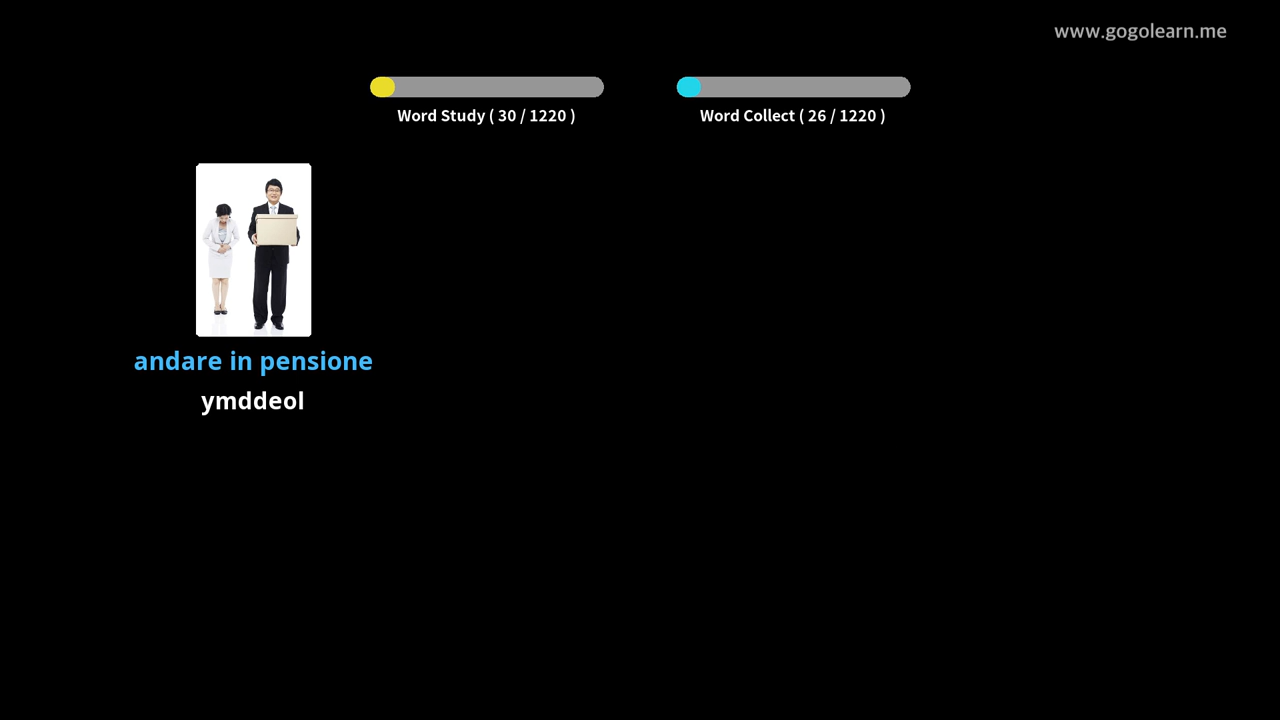 www.gogolearn.me
Word Study ( 30 / 1220 )
Word Collect ( 26 / 1220 )
andare in pensione
ymddeol